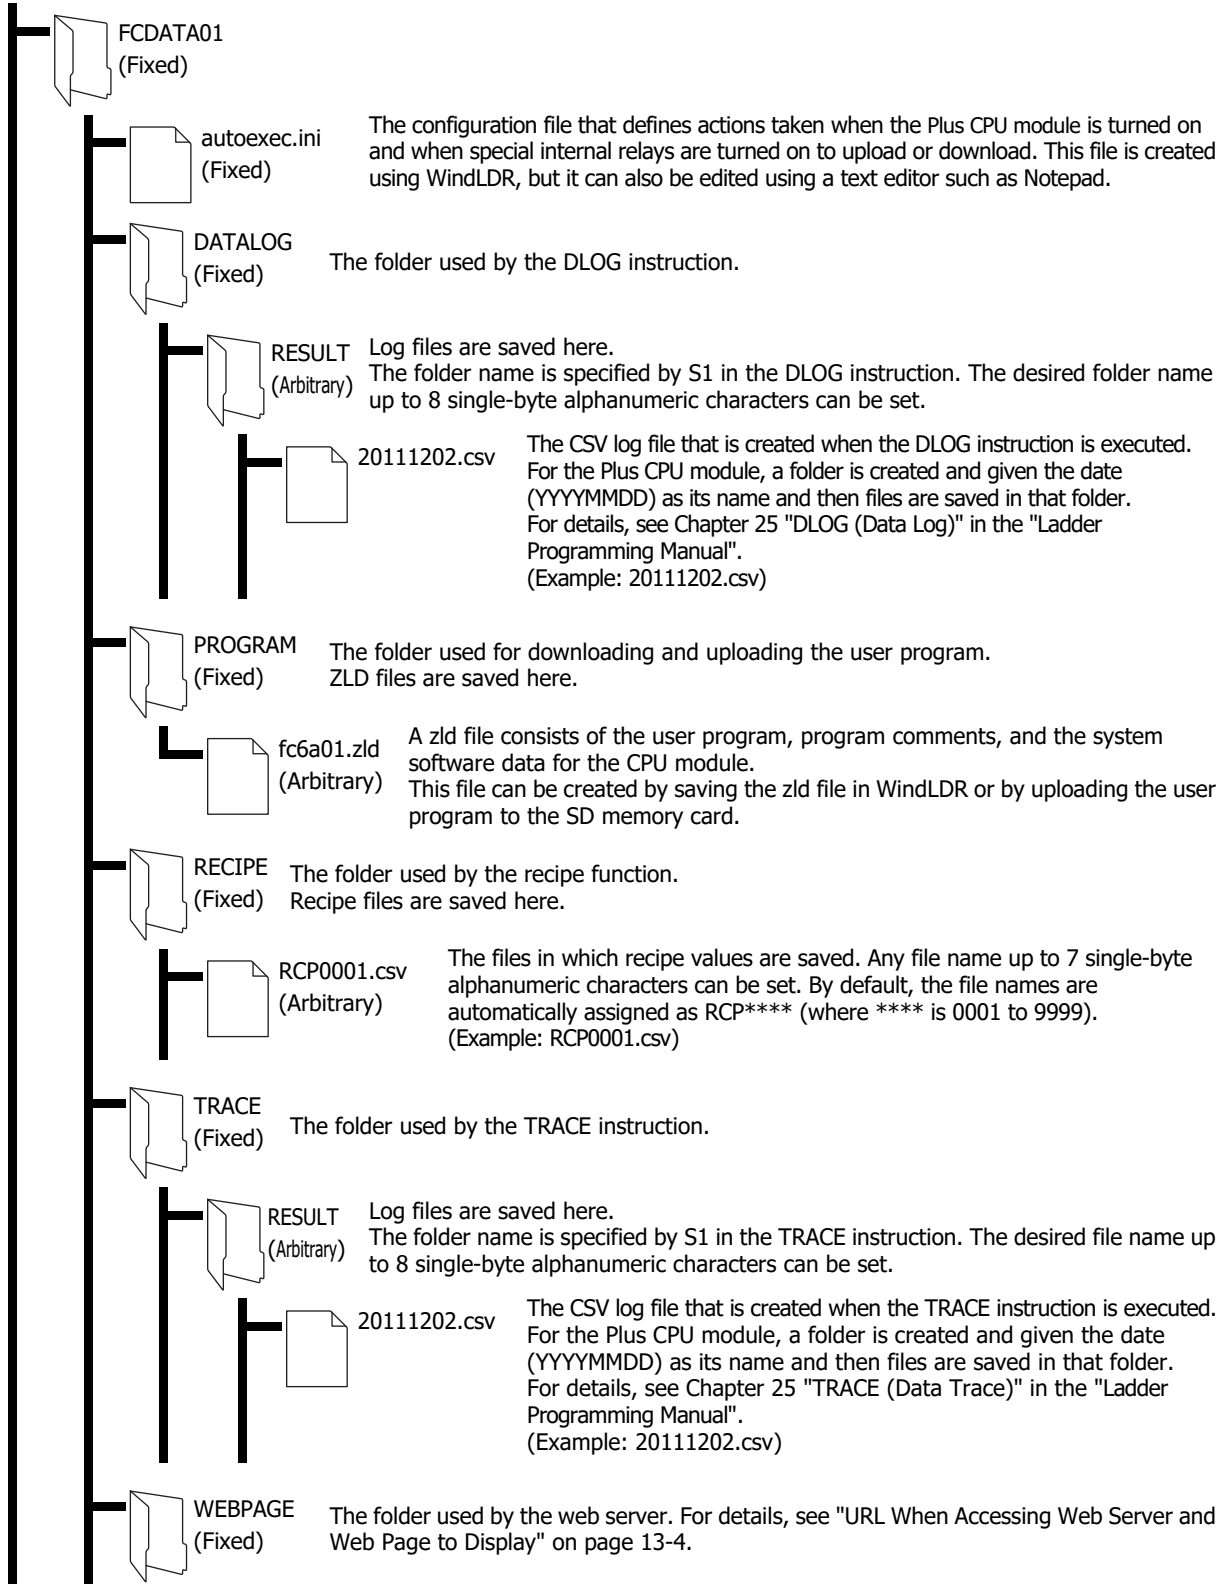 FCDATA01
(Fixed)
autoexec.ini
(Fixed)
The configuration file that defines actions taken when the Plus CPU module is turned on
and when special internal relays are turned on to upload or download. This file is created
using WindLDR, but it can also be edited using a text editor such as Notepad.
DATALOG
(Fixed)
The folder used by the DLOG instruction.
RESULT
(Arbitrary)
Log files are saved here.
The folder name is specified by S1 in the DLOG instruction. The desired folder name
up to 8 single-byte alphanumeric characters can be set.
20111202.csv
The CSV log file that is created when the DLOG instruction is executed.
For the Plus CPU module, a folder is created and given the date
(YYYYMMDD) as its name and then files are saved in that folder.
For details, see Chapter 25 "DLOG (Data Log)" in the "Ladder
Programming Manual".
(Example: 20111202.csv)
PROGRAM
(Fixed)
The folder used for downloading and uploading the user program.
ZLD files are saved here.
fc6a01.zld
(Arbitrary)
A zld file consists of the user program, program comments, and the system
software data for the CPU module.
This file can be created by saving the zld file in WindLDR or by uploading the user
program to the SD memory card.
RECIPE
(Fixed)
The folder used by the recipe function.
Recipe files are saved here.
RCP0001.csv
(Arbitrary)
The files in which recipe values are saved. Any file name up to 7 single-byte
alphanumeric characters can be set. By default, the file names are
automatically assigned as RCP**** (where **** is 0001 to 9999).
(Example: RCP0001.csv)
TRACE
(Fixed)
The folder used by the TRACE instruction.
RESULT
(Arbitrary)
Log files are saved here.
The folder name is specified by S1 in the TRACE instruction. The desired file name up
to 8 single-byte alphanumeric characters can be set.
20111202.csv
The CSV log file that is created when the TRACE instruction is executed.
For the Plus CPU module, a folder is created and given the date
(YYYYMMDD) as its name and then files are saved in that folder.
For details, see Chapter 25 "TRACE (Data Trace)" in the "Ladder
Programming Manual".
(Example: 20111202.csv)
WEBPAGE
(Fixed)
The folder used by the web server. For details, see "URL When Accessing Web Server and
Web Page to Display" on page 13-4.